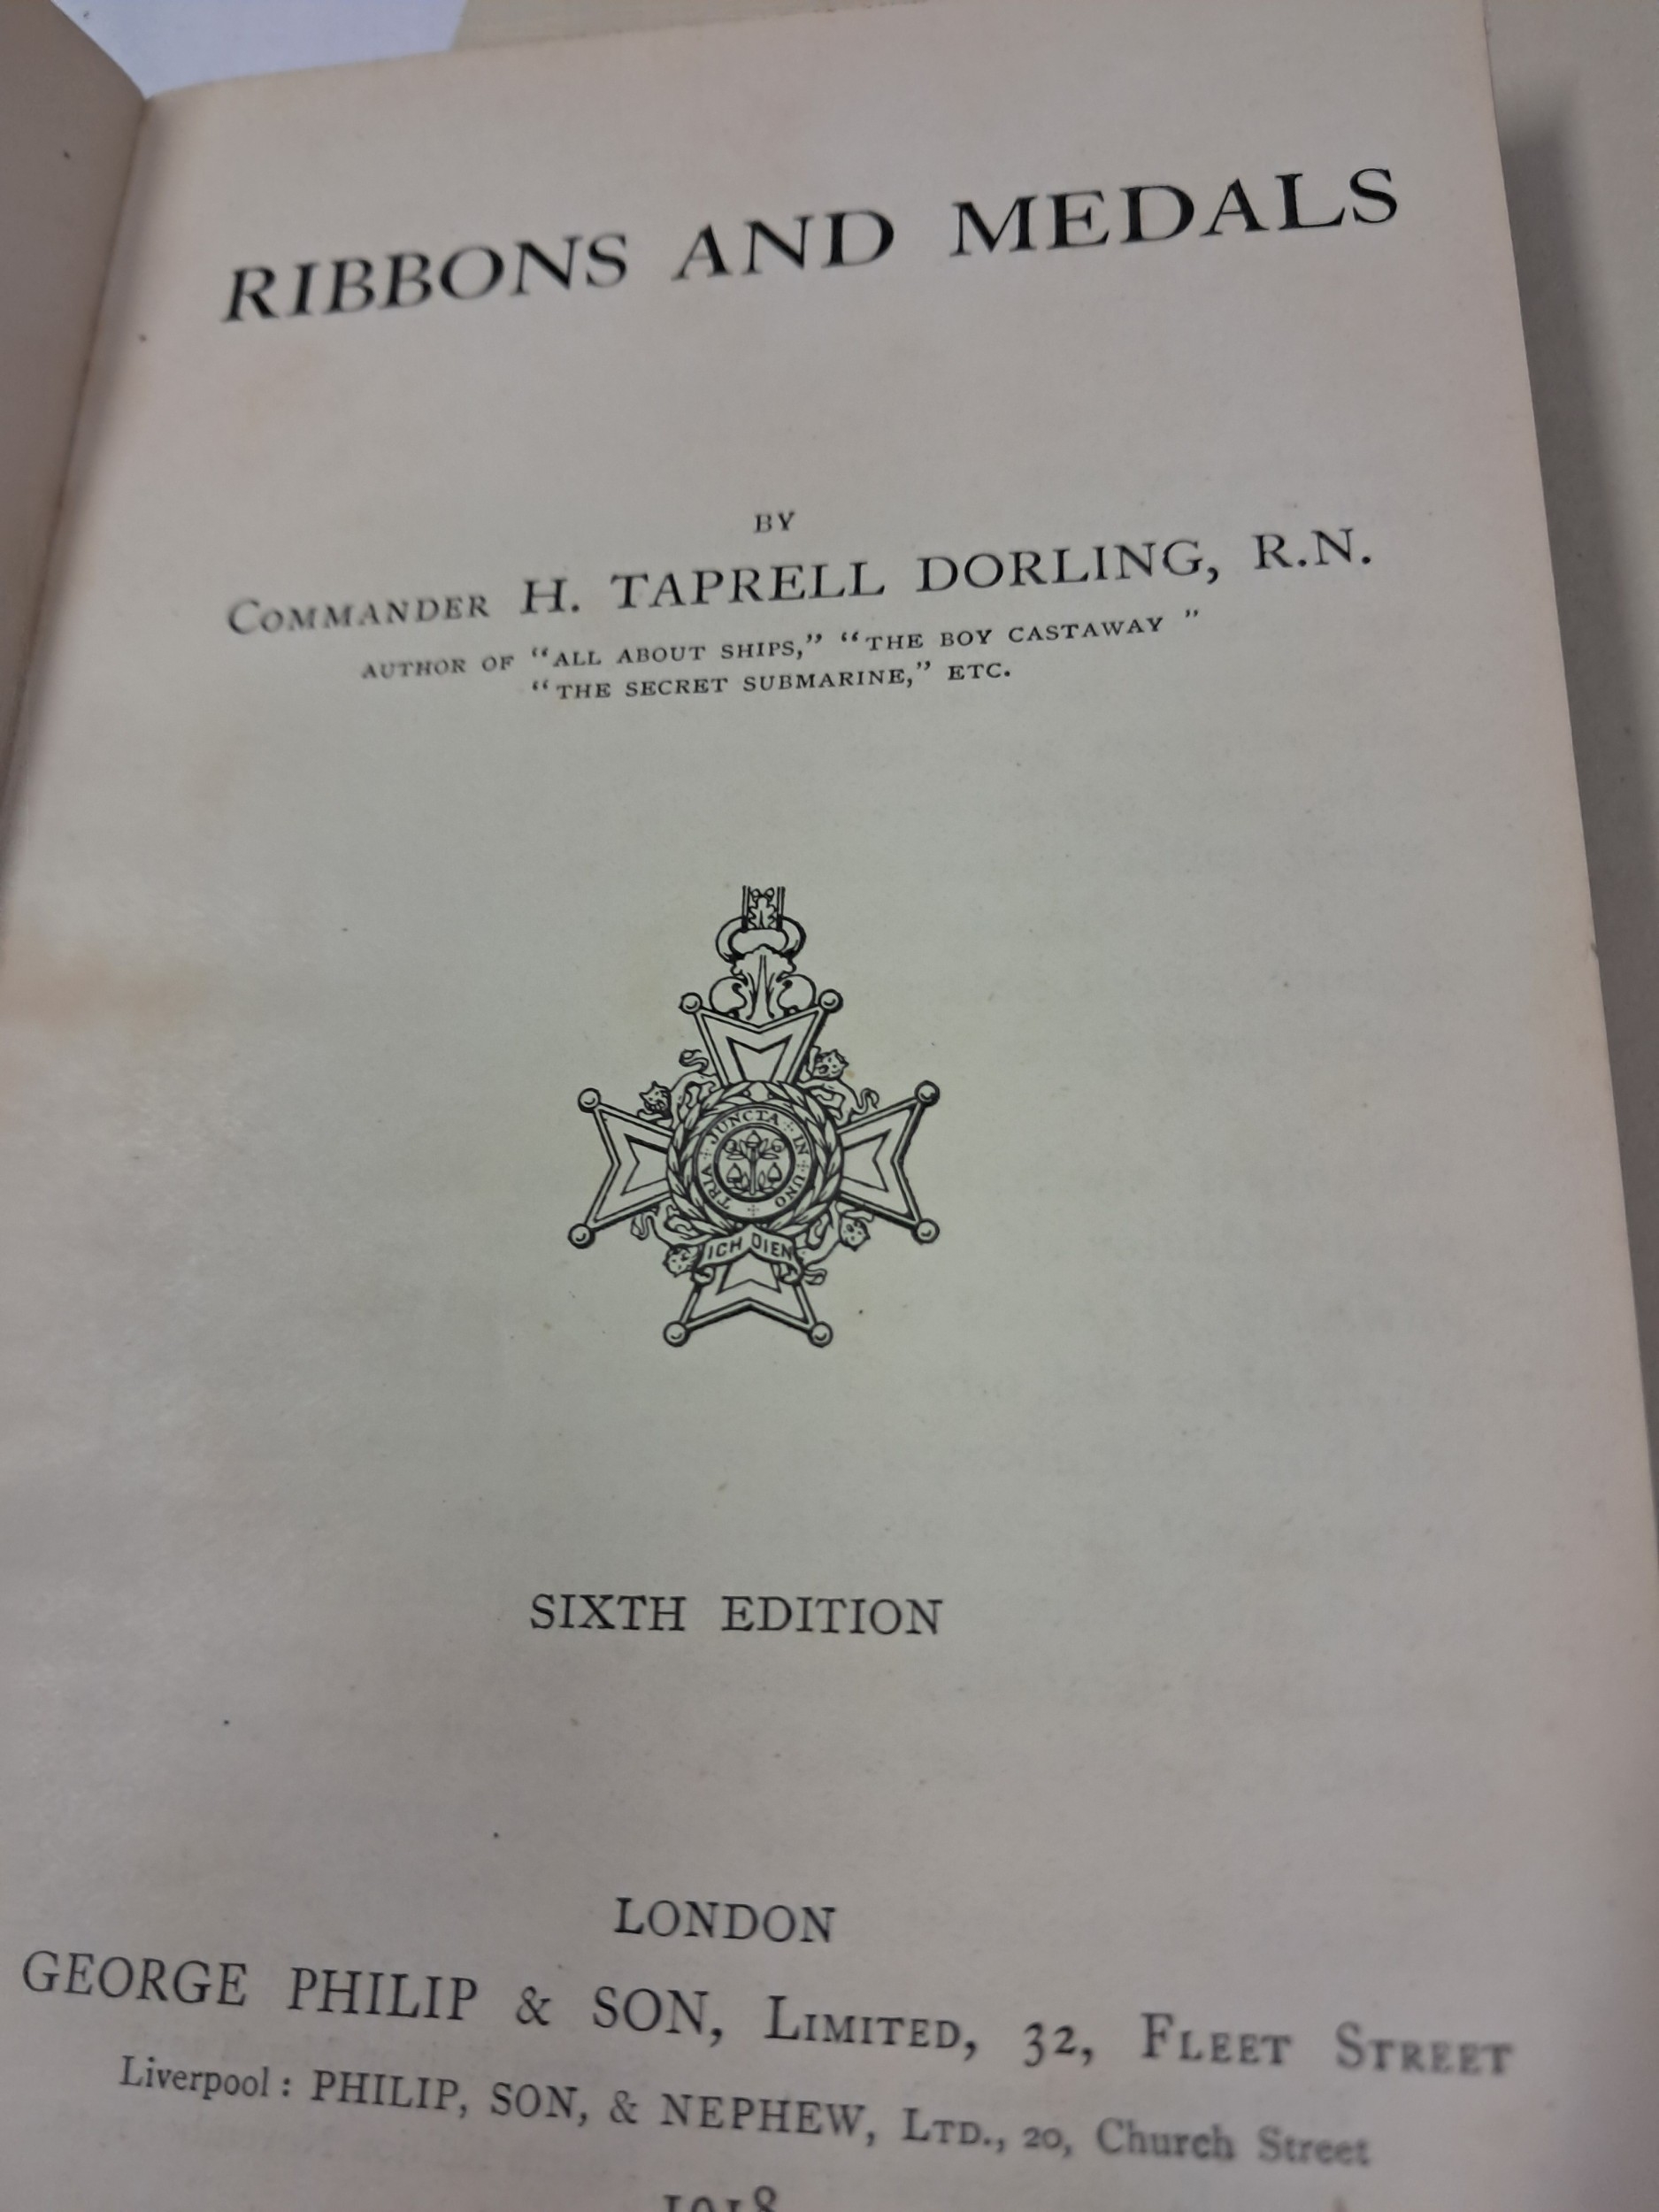 RIBBONS AND MEDALS
BY
COMMANDER H. TAPRELL DORLING, R.N.
AUTHOR OF "ALL ABOUT SHIPS," "THE BOY CASTAWAY "
"THE SECRET SUBMARINE," ETC.
TRIA JUNCTA IN UNO
ICH DIEN
SIXTH EDITION
LONDON
GEORGE PHILIP & SON, LIMITED, 32, FLEET STREET
Liverpool: PHILIP, SON, & NEPHEW, LTD., 20, Church Street
1918